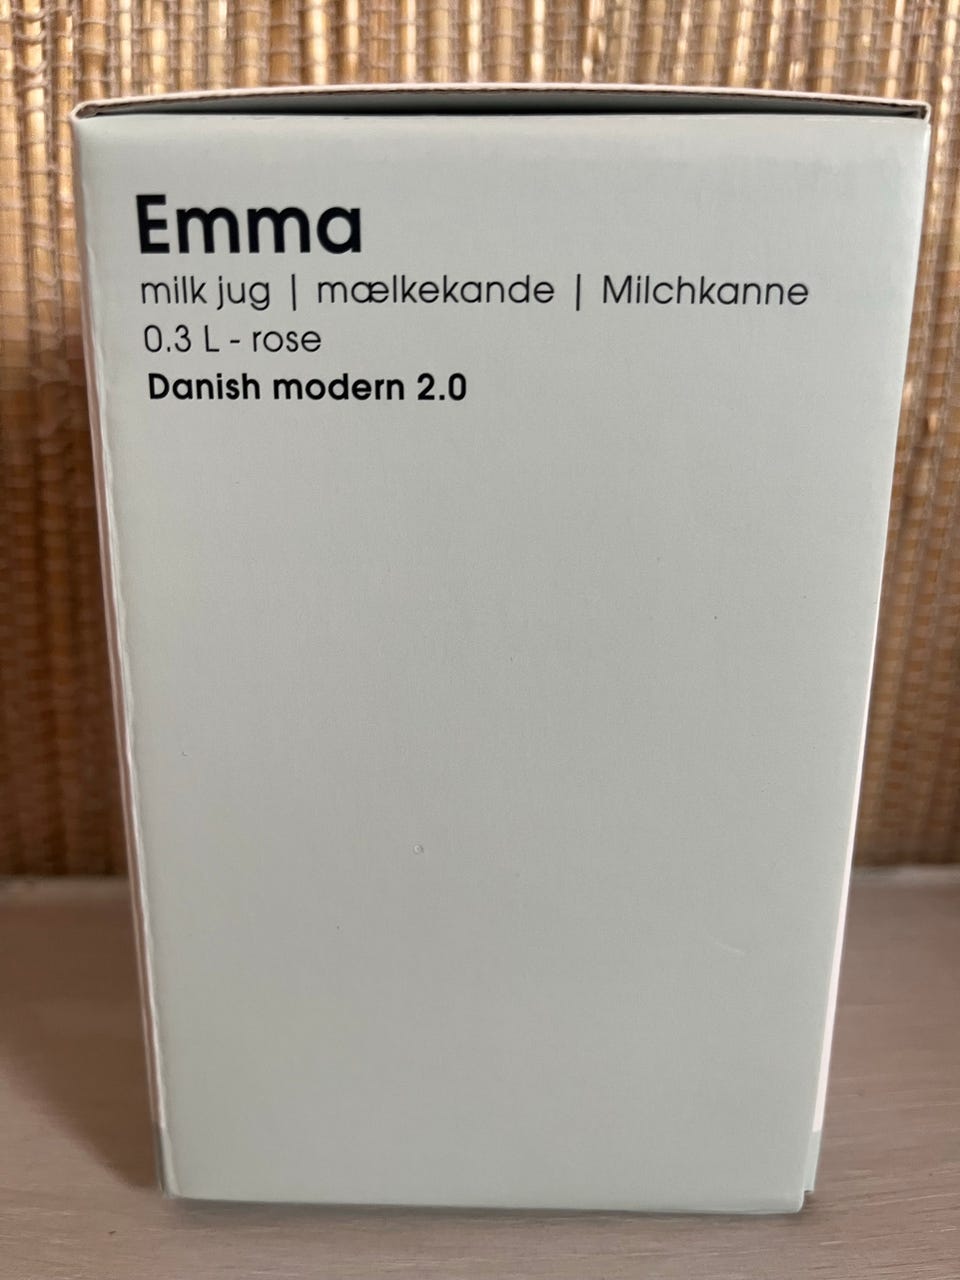 Emma
milk jug | mælkekande | Milchkanne
0.3 L - rose
Danish modern 2.0